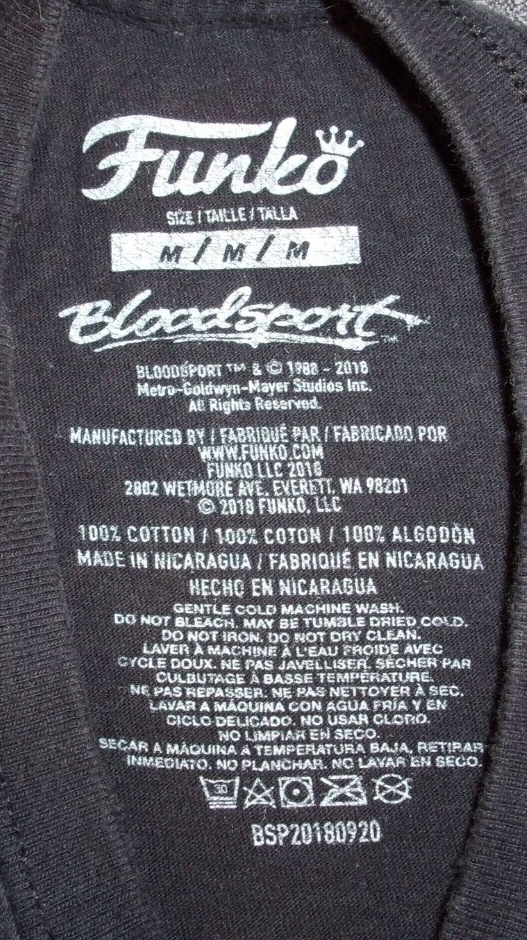 Funko
SIZE / TAILLE / TALLA
M / M / M
Bloodsport
BLOODSPORT ™ & © 1988 - 2018
Metro-Goldwyn-Mayer Studios Inc.
All Rights Reserved.
MANUFACTURED BY / FABRIQUÉ PAR / FABRICADO POR
WWW.FUNKO.COM
FUNKO LLC 2018
2802 WETMORE AVE. EVERETT, WA 98201
© 2018 FUNKO, LLC
100% COTTON / 100% COTON / 100% ALGODÓN
MADE IN NICARAGUA / FABRIQUÉ EN NICARAGUA
HECHO EN NICARAGUA
GENTLE COLD MACHINE WASH.
DO NOT BLEACH. MAY BE TUMBLE DRIED COLD.
DO NOT IRON. DO NOT DRY CLEAN.
LAVER À MACHINE À L'EAU FROIDE AVEC
CYCLE DOUX. NE PAS JAVELLISER. SÉCHER PAR
CULBUTAGE À BASSE TEMPÉRATURE.
NE PAS REPASSER. NE PAS NETTOYER À SEC.
LAVAR A MÁQUINA CON AGUA FRÍA Y EN
CICLO DELICADO. NO USAR CLORO.
NO LIMPIAR EN SECO.
SECAR A MÁQUINA A TEMPERATURA BAJA, RETIRAR
INMEDIATO. NO PLANCHAR. NO LAVAR EN SECO.
30
BSP20180920